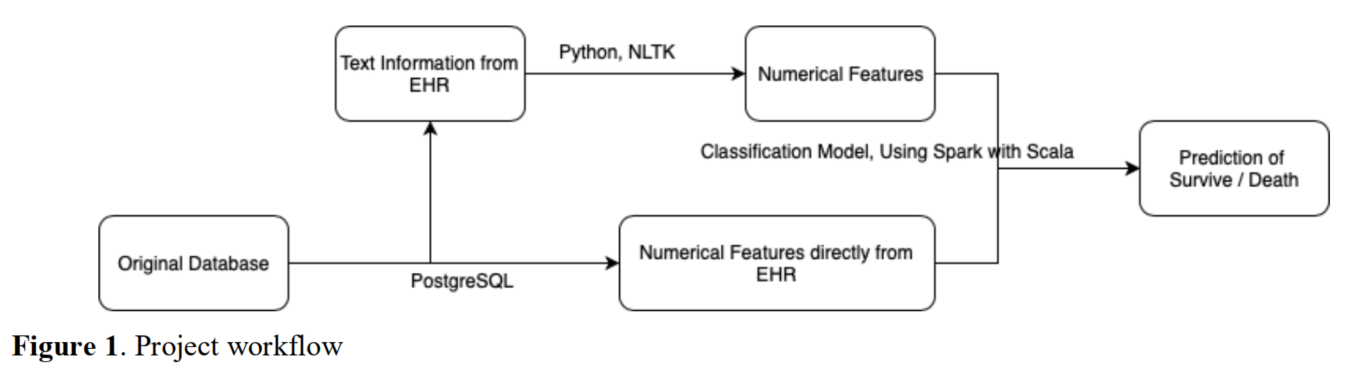 Text Information from
EHR
Python, NLTK
Numerical Features
Classification Model, Using Spark with Scala
Prediction of
Survive / Death
Original Database
PostgreSQL
Numerical Features directly from
EHR
Figure 1. Project workflow